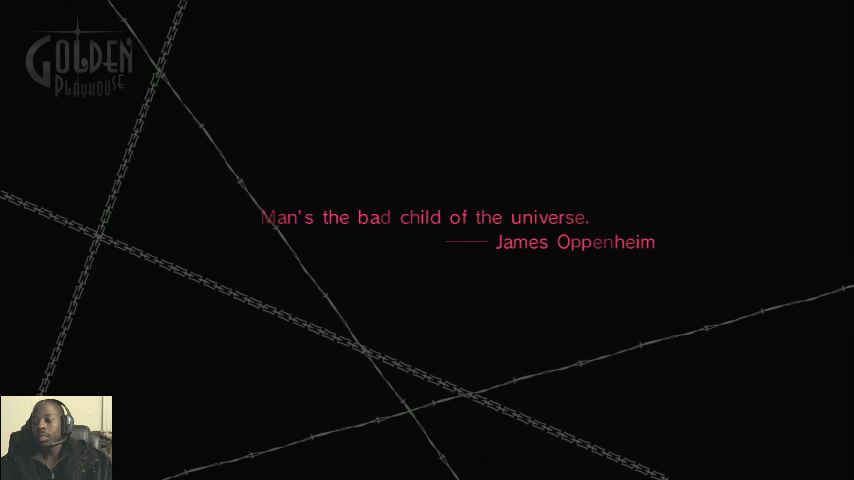 GOLDEN
PLAYHOUSE
Man's the bad child of the universe.
—— James Oppenheim